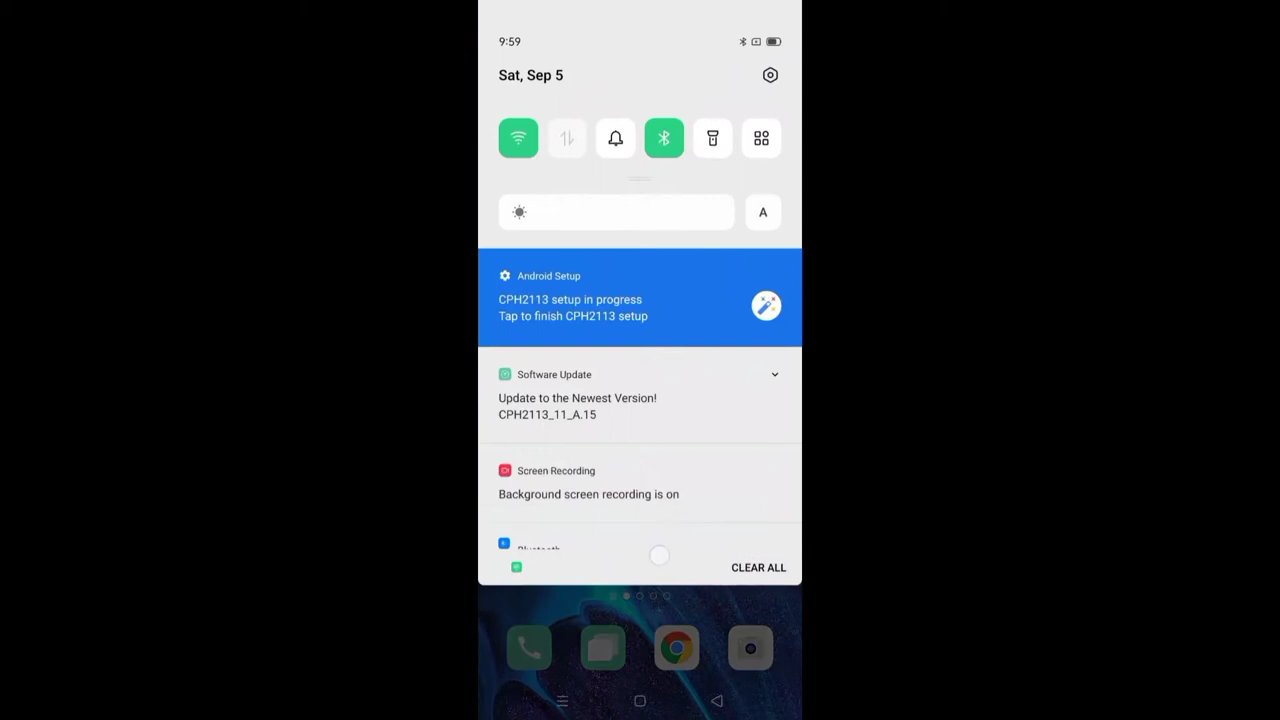 9:59
Sat, Sep 5
A
Android Setup
CPH2113 setup in progress
Tap to finish CPH2113 setup
Software Update
Update to the Newest Version!
CPH2113_11_A.15
Screen Recording
Background screen recording is on
Bluetooth
CLEAR ALL